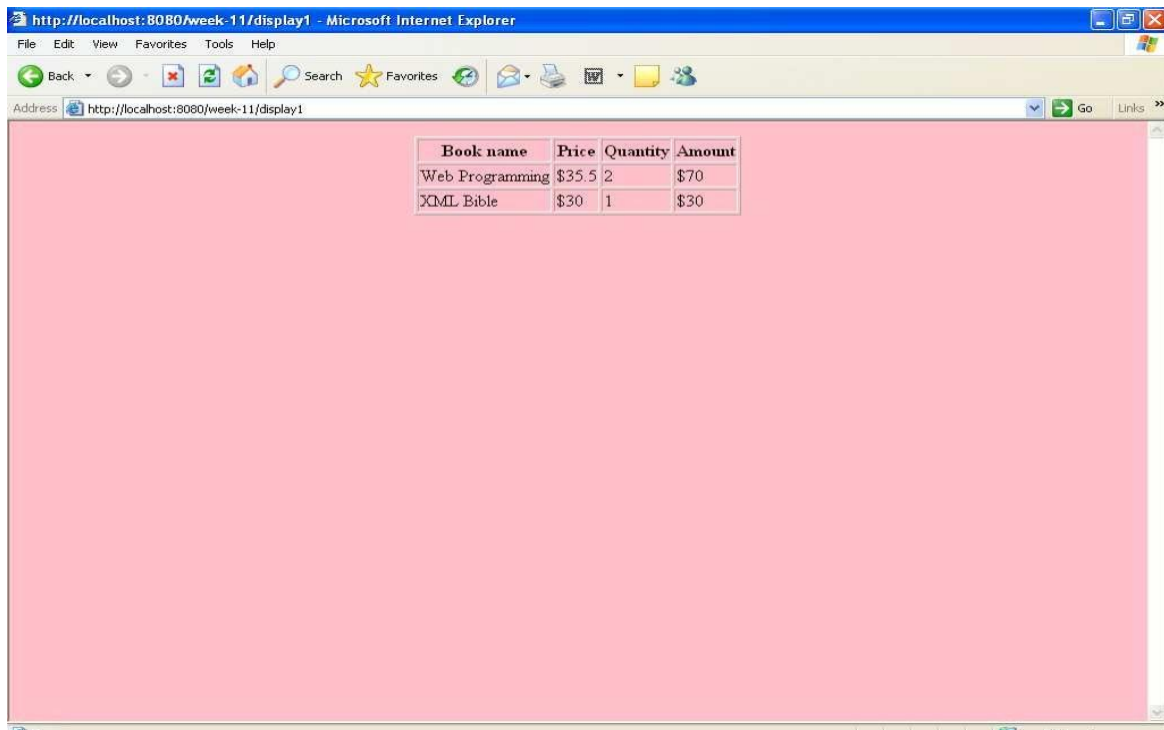 http://localhost:8080/week-11/display1 - Microsoft Internet Explorer
File Edit View Favorites Tools Help
Back Search Favorites
Address http://localhost:8080/week-11/display1 Go Links »
Book name Price Quantity Amount
Web Programming $35.5 2 $70
XML Bible $30 1 $30